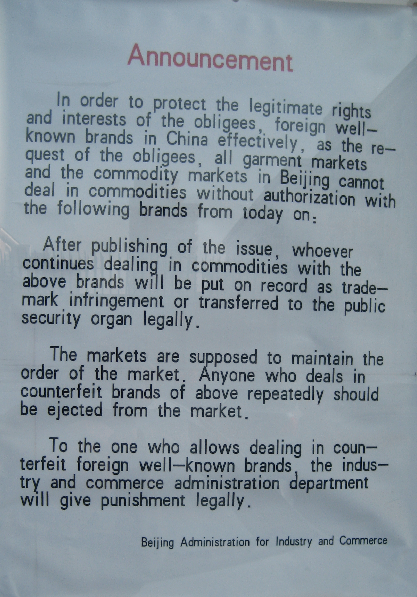 Announcement
In order to protect the legitimate rights
and interests of the obligees, foreign well-
known brands in China effectively, as the re-
quest of the obligees, all garment markets
and the commodity markets in Beijing cannot
deal in commodities without authorization with
the following brands from today on:
After publishing of the issue, whoever
continues dealing in commodities with the
above brands will be put on record as trade-
mark infringement or transferred to the public
security organ legally.
The markets are supposed to maintain the
order of the market. Anyone who deals in
counterfeit brands of above repeatedly should
be ejected from the market.
To the one who allows dealing in coun-
terfeit foreign well-known brands, the indus-
try and commerce administration department
will give punishment legally.
Beijing Administration for Industry and Commerce